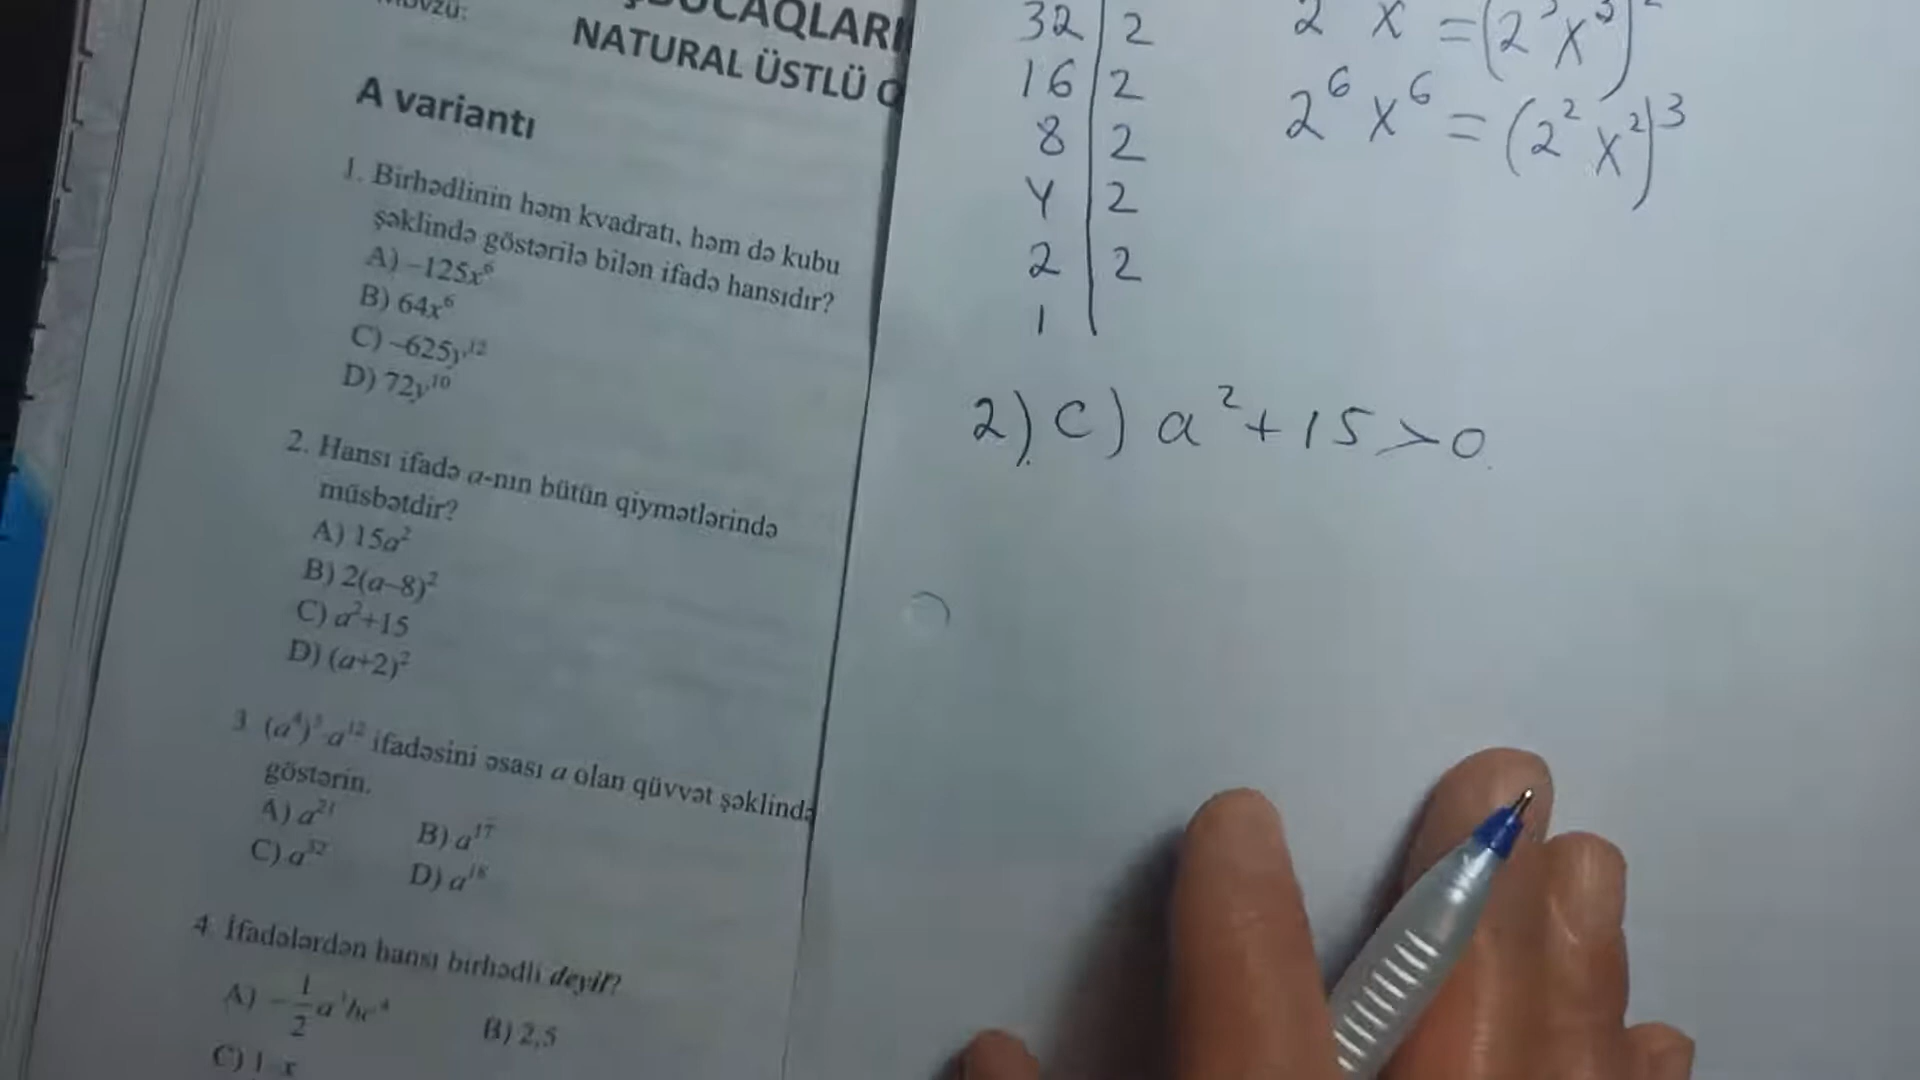 Mövzu:
BUCAQLARI
NATURAL ÜSTLÜ Q
A variantı
1. Birhədlinin həm kvadratı, həm də kubu
şəklində göstərilə bilən ifadə hansıdır?
A) –125x⁶
B) 64x⁶
C) –625y¹²
D) 72y¹⁰
2. Hansı ifadə a-nın bütün qiymətlərində
müsbətdir?
A) 15a²
B) 2(a–8)²
C) a²+15
D) (a+2)²
3. ifadəsini əsası a olan qüvvət şəklində
göstərin.
A) a²¹ B) a¹⁷
C) a³² D) a¹⁸
4. İfadələrdən hansı birhədli deyil?
A) B) 2,5
C)
32 | 2
16 | 2
8 | 2
4 | 2
2 | 2
1
2⁶x⁶ = (2²x²)³
2) C) a² + 15 > 0